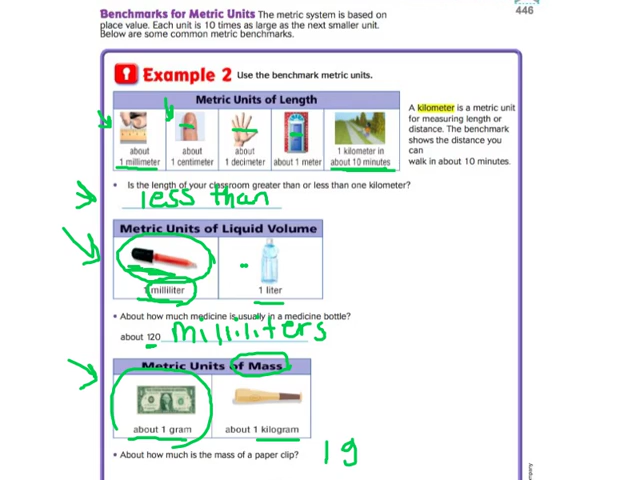 446
Benchmarks for Metric Units The metric system is based on
place value. Each unit is 10 times as large as the next smaller unit.
Below are some common metric benchmarks.
Example 2 Use the benchmark metric units.
Metric Units of Length
about 1 millimeter
about 1 centimeter
about 1 decimeter
about 1 meter
1 kilometer in about 10 minutes
A kilometer is a metric unit
for measuring length or
distance. The benchmark
shows the distance you
can
walk in about 10 minutes.
• Is the length of your classroom greater than or less than one kilometer?
less than
Metric Units of Liquid Volume
1 milliliter
1 liter
• About how much medicine is usually in a medicine bottle?
about 120 milliliters
Metric Units of Mass
about 1 gram
about 1 kilogram
• About how much is the mass of a paper clip? 1g